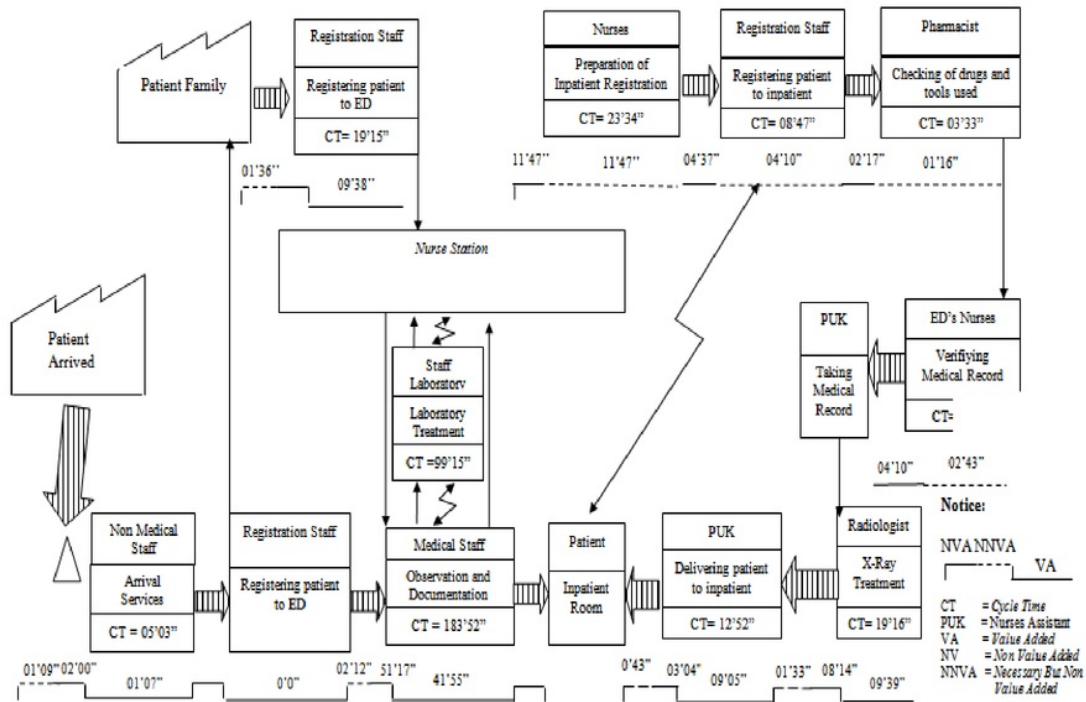 Patient Family
Registration Staff
Registering patient
to ED
CT= 19'15”
01'36”
09'38”
Nurses
Preparation of
Inpatient Registration
CT= 23'34”
Registration Staff
Registering patient
to inpatient
CT= 08'47”
Pharmacist
Checking of drugs and
tools used
CT= 03'33”
11'47”
11'47”
04'37”
04'10”
02'17”
01'16”
Nurse Station
Patient
Arrived
Staff
Laboratory
Laboratory
Treatment
CT =99'15”
PUK
Taking
Medical
Record
ED's Nurses
Verifiying
Medical Record
CT=
04'10”
02'43”
Non Medical
Staff
Arrival
Services
CT = 05'03”
Registration Staff
Registering patient
to ED
Medical Staff
Observation and
Documentation
CT = 183'52”
Patient
Inpatient
Room
PUK
Delivering patient
to inpatient
CT= 12'52”
Radiologist
X-Ray
Treatment
CT= 19'16”
01'09”
02'00”
01'07”
0'0”
02'12”
51'17”
41'55”
0'43”
03'04”
09'05”
01'33”
08'14”
09'39”
Notice:
NVA NNVA
VA
CT = Cycle Time
PUK = Nurses Assistant
VA = Value Added
NV = Non Value Added
NNVA = Necessary But Non
Value Added